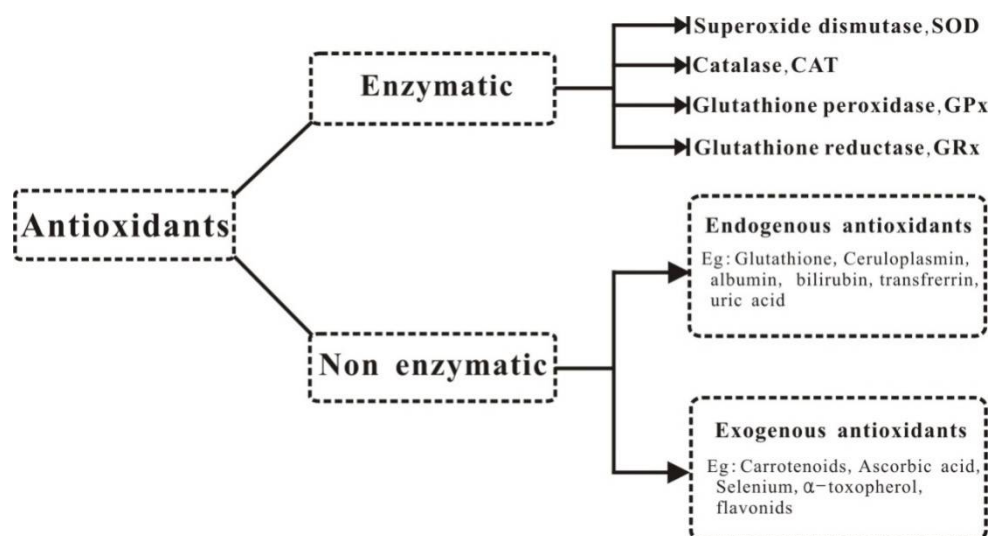 Superoxide dismutase,SOD
Enzymatic
Catalase,CAT
Glutathione peroxidase, GPx
Glutathione reductase,GRx
Antioxidants
Endogenous antioxidants
Eg: Glutathione, Ceruloplasmin,
albumin, bilirubin, transfrerrin,
uric acid
Non enzymatic
Exogenous antioxidants
Eg: Carrotenoids, Ascorbic acid,
Selenium, α-toxopherol,
flavonids